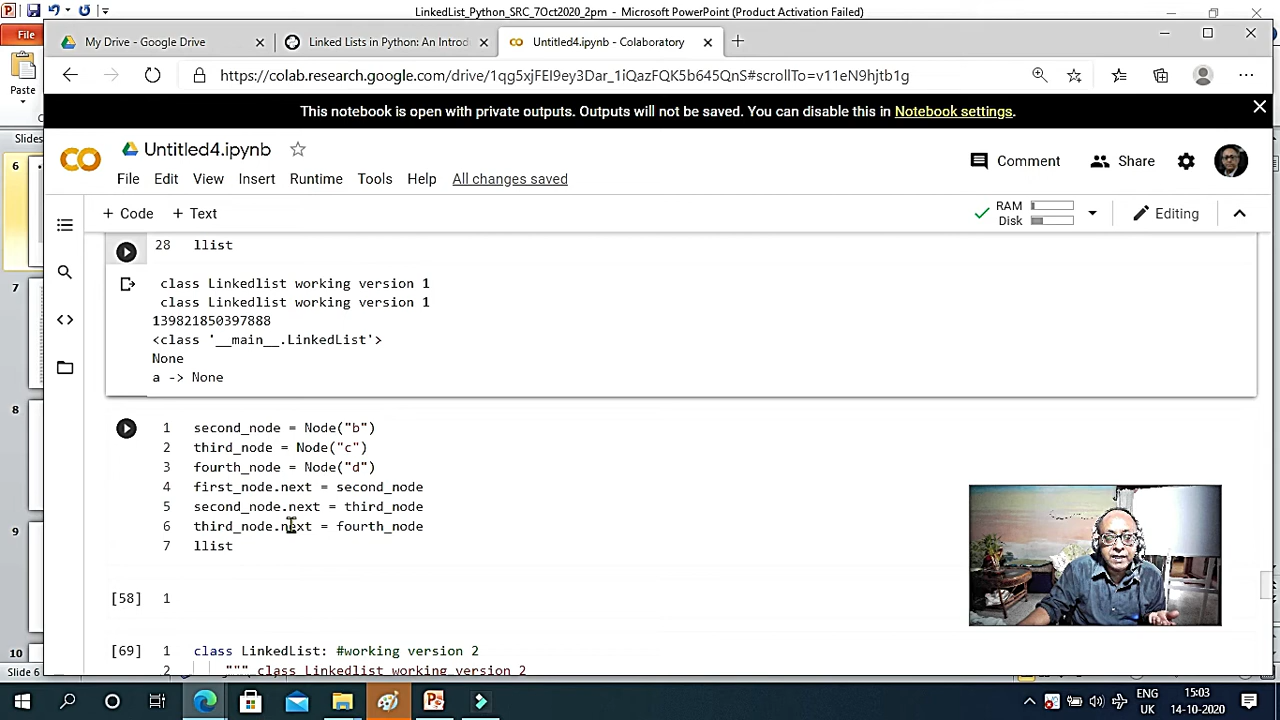 LinkedList_Python_SRC_7Oct2020_2pm - Microsoft PowerPoint (Product Activation Failed)
File
My Drive - Google Drive
Linked Lists in Python: An Introd
Untitled4.ipynb - Colaboratory
Paste
https://colab.research.google.com/drive/1qg5xjFEI9ey3Dar_1iQazFQK5b645QnS#scrollTo=v11eN9hjtb1g
This notebook is open with private outputs. Outputs will not be saved. You can disable this in Notebook settings.
Slides
Untitled4.ipynb
Comment
Share
File Edit View Insert Runtime Tools Help All changes saved
+ Code + Text
RAM
Disk
Editing
6
7
8
9
10
28 llist
class Linkedlist working version 1
class Linkedlist working version 1
139821850397888
<class '__main__.LinkedList'>
None
a -> None
1 second_node = Node("b")
2 third_node = Node("c")
3 fourth_node = Node("d")
4 first_node.next = second_node
5 second_node.next = third_node
6 third_node.next = fourth_node
7 llist
[58] 1
[69] 1 class LinkedList: #working version 2
2 """ class Linkedlist working version 2
Slide 6
ENG
UK
15:03
14-10-2020